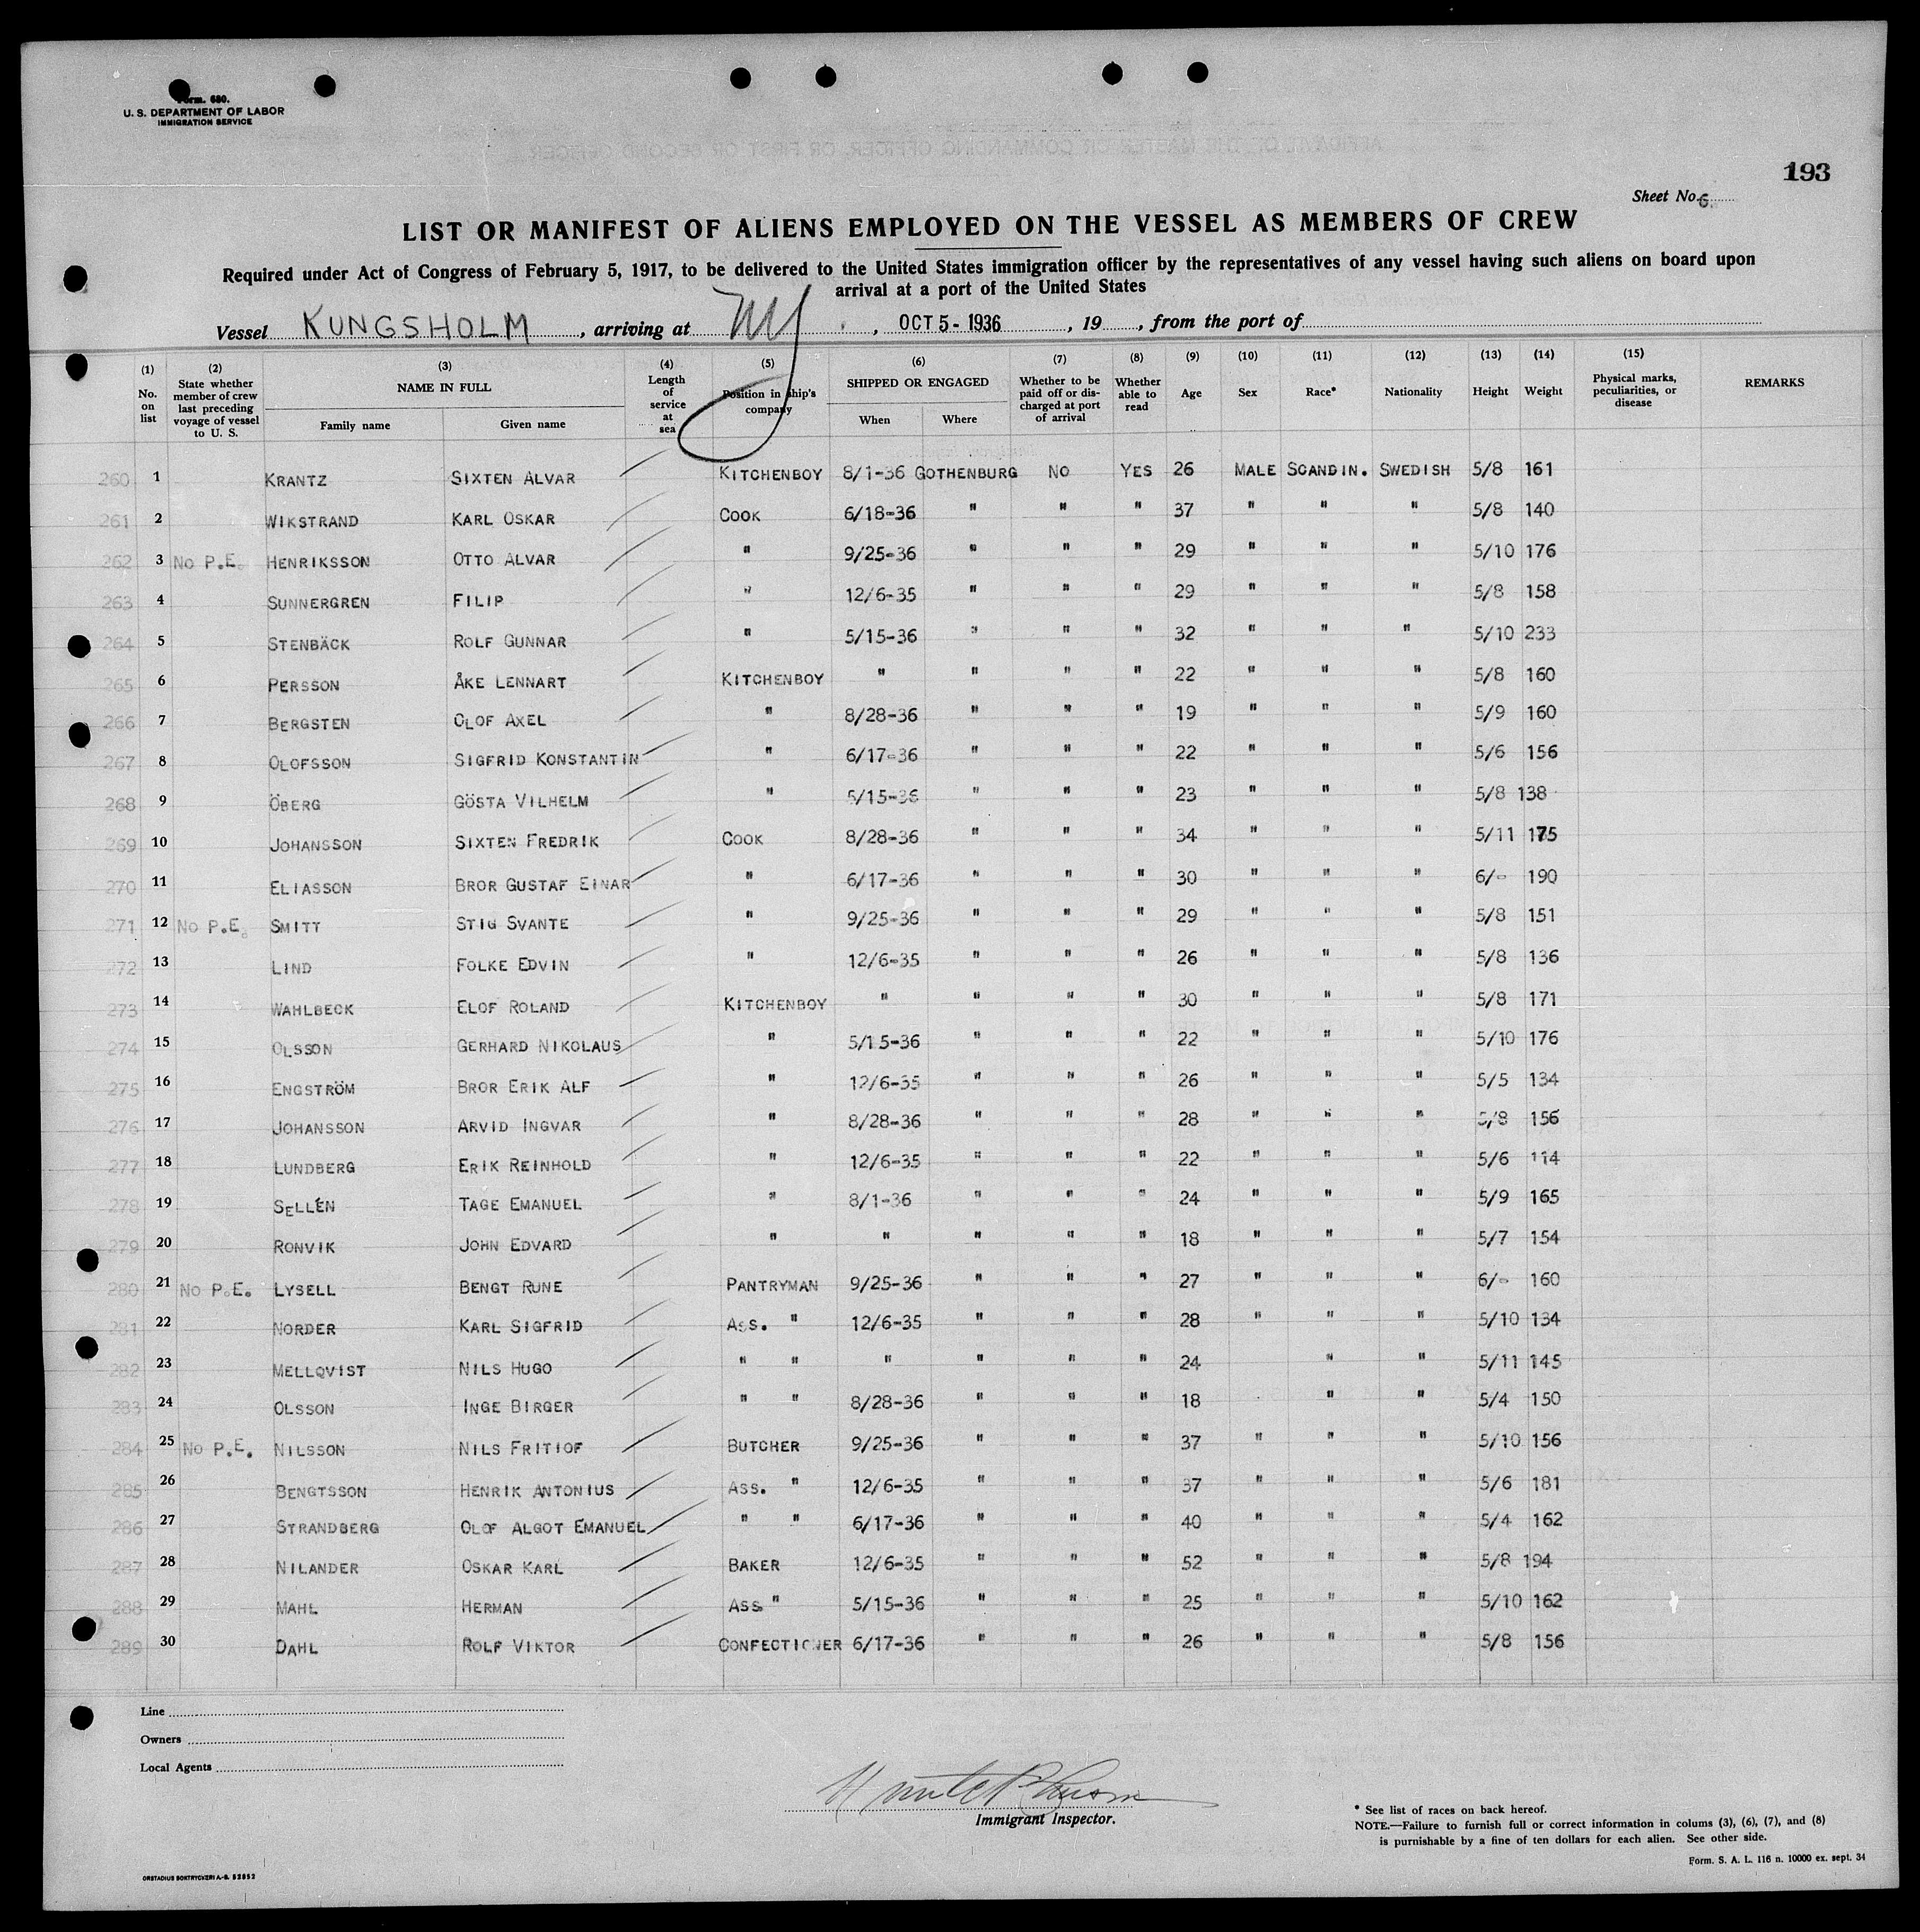 Form. 680.
U. S. DEPARTMENT OF LABOR
IMMIGRATION SERVICE
193
Sheet No. 6.
LIST OR MANIFEST OF ALIENS EMPLOYED ON THE VESSEL AS MEMBERS OF CREW
Required under Act of Congress of February 5, 1917, to be delivered to the United States immigration officer by the representatives of any vessel having such aliens on board upon
arrival at a port of the United States
Vessel KUNGSHOLM, arriving at NY, OCT 5 - 1936, 19, from the port of
(1) No. on list (2) State whether member of crew last preceding voyage of vessel to U. S. (3) NAME IN FULL Family name Given name (4) Length of service at sea (5) Position in ship's company (6) SHIPPED OR ENGAGED When Where (7) Whether to be paid off or discharged at port of arrival (8) Whether able to read (9) Age (10) Sex (11) Race* (12) Nationality (13) Height (14) Weight (15) Physical marks, peculiarities, or disease REMARKS
260 1 KRANTZ SIXTEN ALVAR KITCHENBOY 8/1-36 GOTHENBURG NO YES 26 MALE SCANDIN. SWEDISH 5/8 161
261 2 WIKSTRAND KARL OSKAR COOK 6/18-36 " " " 37 " " " 5/8 140
262 3 NO P.E. HENRIKSSON OTTO ALVAR " 9/25-36 " " " 29 " " " 5/10 176
263 4 SUNNERGREN FILIP " 12/6-35 " " " 29 " " " 5/8 158
264 5 STENBÄCK ROLF GUNNAR " 5/15-36 " " " 32 " " " 5/10 233
265 6 PERSSON ÅKE LENNART KITCHENBOY " " " " 22 " " " 5/8 160
266 7 BERGSTEN OLOF AXEL " 8/28-36 " " " 19 " " " 5/9 160
267 8 OLOFSSON SIGFRID KONSTANTIN " 6/17-36 " " " 22 " " " 5/6 156
268 9 ÖBERG GÖSTA VILHELM " 5/15-36 " " " 23 " " " 5/8 138
269 10 JOHANSSON SIXTEN FREDRIK COOK 8/28-36 " " " 34 " " " 5/11 175
270 11 ELIASSON BROR GUSTAF EINAR " 6/17-36 " " " 30 " " " 6/- 190
271 12 NO P.E. SMITT STIG SVANTE " 9/25-36 " " " 29 " " " 5/8 151
272 13 LIND FOLKE EDVIN " 12/6-35 " " " 26 " " " 5/8 136
273 14 WAHLBECK ELOF ROLAND KITCHENBOY " " " " 30 " " " 5/8 171
274 15 OLSSON GERHARD NIKOLAUS " 5/15-36 " " " 22 " " " 5/10 176
275 16 ENGSTRÖM BROR ERIK ALF " 12/6-35 " " " 26 " " " 5/5 134
276 17 JOHANSSON ARVID INGVAR " 8/28-36 " " " 28 " " " 5/8 156
277 18 LUNDBERG ERIK REINHOLD " 12/6-35 " " " 22 " " " 5/6 114
278 19 SELLÉN TAGE EMANUEL " 8/1-36 " " " 24 " " " 5/9 165
279 20 RONVIK JOHN EDVARD " " " " " 18 " " " 5/7 154
280 21 NO P.E. LYSELL BENGT RUNE PANTRYMAN 9/25-36 " " " 27 " " " 6/- 160
281 22 NORDER KARL SIGFRID ASS. " 12/6-35 " " " 28 " " " 5/10 134
282 23 MELLQVIST NILS HUGO " " " " " " 24 " " 5/11 145
283 24 OLSSON INGE BIRGER " " 8/28-36 " " " 18 " " 5/4 150
284 25 NO P.E. NILSSON NILS FRITIOF BUTCHER 9/25-36 " " " 37 " " " 5/10 156
285 26 BENGTSSON HENRIK ANTONIUS ASS. " 12/6-35 " " " 37 " " " 5/6 181
286 27 STRANDBERG OLOF ALGOT EMANUEL " " 6/17-36 " " " 40 " " " 5/4 162
287 28 NILANDER OSKAR KARL BAKER 12/6-35 " " " 52 " " " 5/8 194
288 29 MAHL HERMAN ASS " 5/15-36 " " " 25 " " " 5/10 162
289 30 DAHL ROLF VIKTOR CONFECTIONER 6/17-36 " " " 26 " " " 5/8 156
Line
Owners
Local Agents
Immigrant Inspector.
* See list of races on back hereof.
NOTE.—Failure to furnish full or correct information in colums (3), (6), (7), and (8)
is punishable by a fine of ten dollars for each alien. See other side.
Form. S. A. L. 116 n. 10000 ex. sept. 34
ORSTADIUS BOKTRYCKERI A.-B. 52852